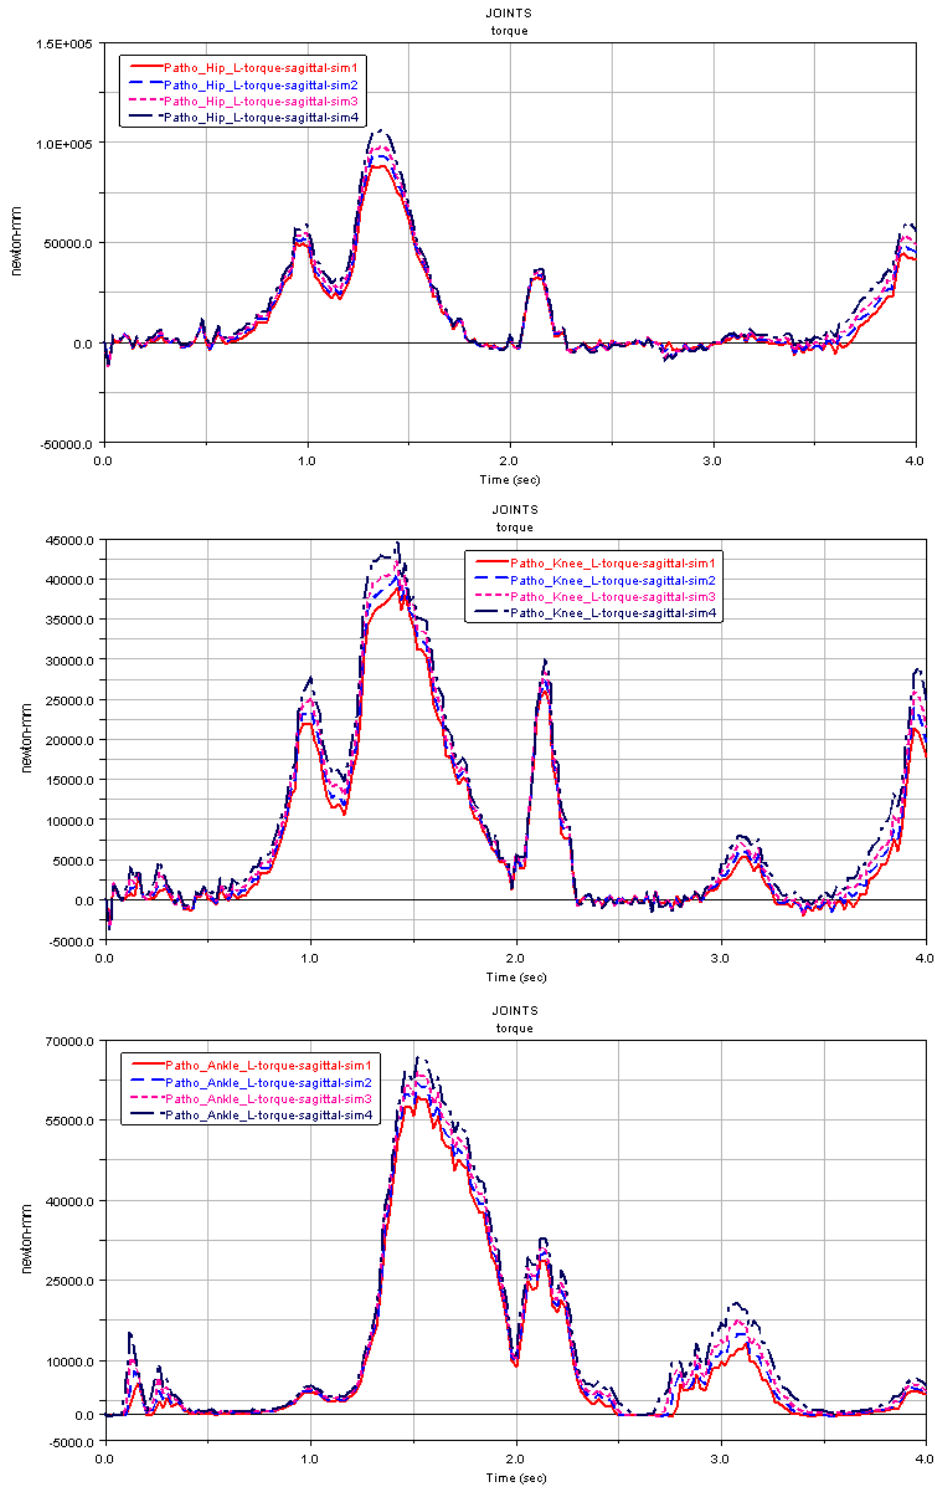 JOINTS
torque
1.5E+005
Patho_Hip_L-torque-sagittal-sim1
Patho_Hip_L-torque-sagittal-sim2
Patho_Hip_L-torque-sagittal-sim3
Patho_Hip_L-torque-sagittal-sim4
1.0E+005
newton-mm
50000.0
0.0
-50000.0
0.0 1.0 2.0 3.0 4.0
Time (sec)
JOINTS
torque
45000.0
Patho_Knee_L-torque-sagittal-sim1
Patho_Knee_L-torque-sagittal-sim2
Patho_Knee_L-torque-sagittal-sim3
Patho_Knee_L-torque-sagittal-sim4
40000.0
35000.0
30000.0
25000.0
newton-mm
20000.0
15000.0
10000.0
5000.0
0.0
-5000.0
0.0 1.0 2.0 3.0 4.0
Time (sec)
JOINTS
torque
70000.0
Patho_Ankle_L-torque-sagittal-sim1
Patho_Ankle_L-torque-sagittal-sim2
Patho_Ankle_L-torque-sagittal-sim3
Patho_Ankle_L-torque-sagittal-sim4
55000.0
40000.0
newton-mm
25000.0
10000.0
0.0
-5000.0
0.0 1.0 2.0 3.0 4.0
Time (sec)